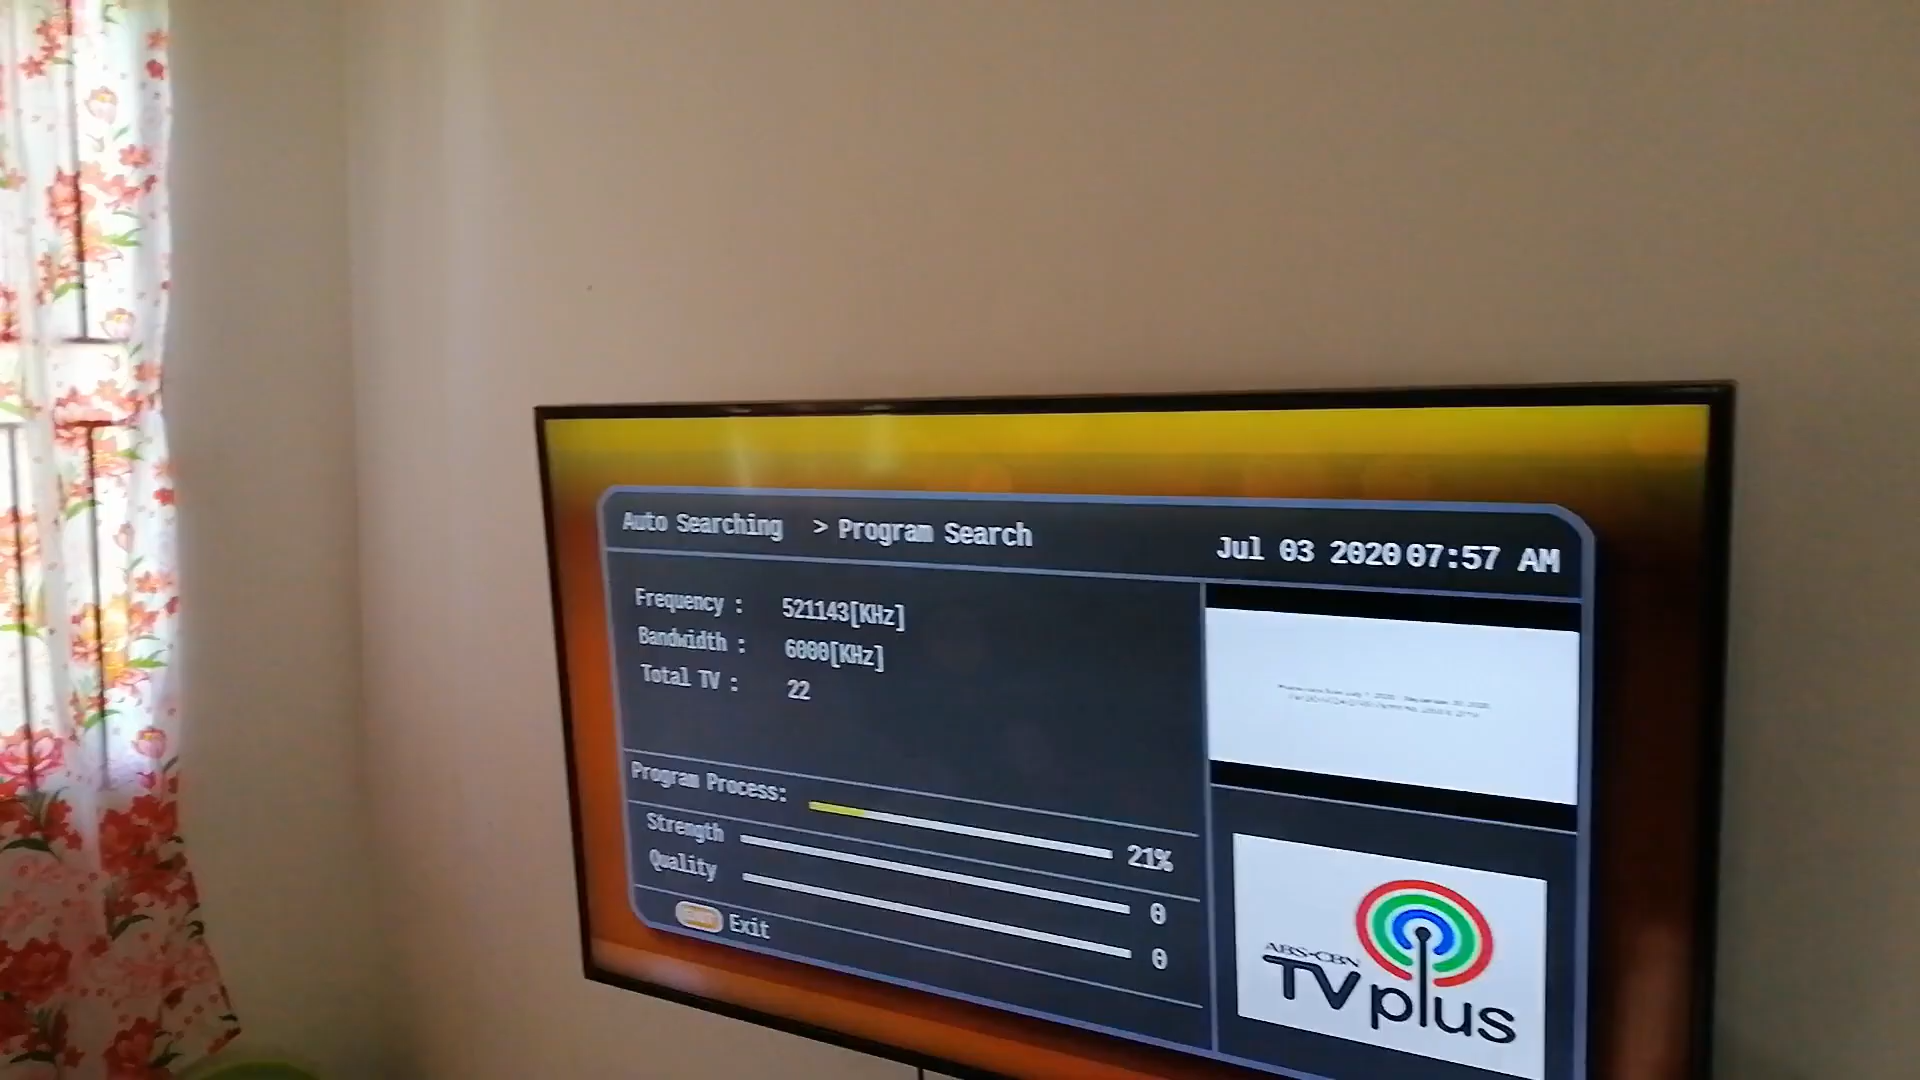 Auto Searching > Program Search
Jul 03 2020 07:57 AM
Frequency : 521143[KHz]
Bandwidth : 6000[KHz]
Total TV : 22
Program Process: 21%
Strength 0
Quality 0
EXIT Exit
ABS-CBN
TVplus